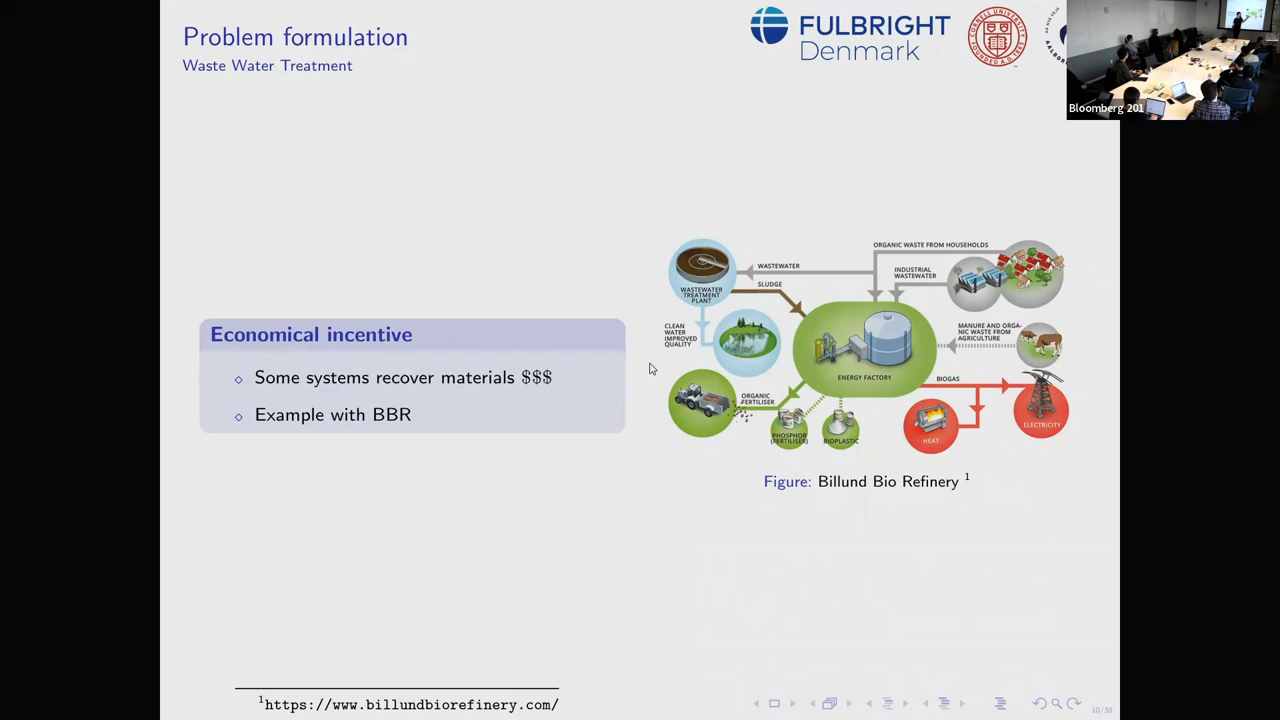 Problem formulation
Waste Water Treatment
FULBRIGHT
Denmark
Bloomberg 201
Economical incentive
Some systems recover materials $$$
Example with BBR
ORGANIC WASTE FROM HOUSEHOLDS
WASTEWATER
INDUSTRIAL
WASTEWATER
SLUDGE
WASTEWATER
TREATMENT
PLANT
CLEAN
WATER
IMPROVED
QUALITY
MANURE AND ORGA-
NIC WASTE FROM
AGRICULTURE
ENERGY FACTORY
BIOGAS
ORGANIC
FERTILISER
PHOSPHOR
(FERTILISER)
BIOPLASTIC
HEAT
ELECTRICITY
Figure: Billund Bio Refinery 1
1https://www.billundbiorefinery.com/
10/38